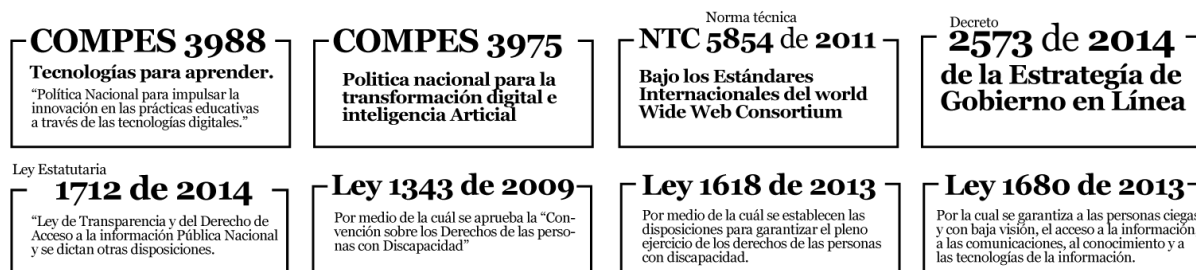 COMPES 3988
Tecnologías para aprender.
“Política Nacional para impulsar la
innovación en las prácticas educativas
a través de las tecnologías digitales.”
COMPES 3975
Politica nacional para la
transformación digital e
inteligencia Articial
Norma técnica
NTC 5854 de 2011
Bajo los Estándares
Internacionales del world
Wide Web Consortium
Decreto
2573 de 2014
de la Estrategía de
Gobierno en Línea
Ley Estatutaria
1712 de 2014
“Ley de Transparencia y del Derecho de
Acceso a la información Pública Nacional
y se dictan otras disposiciones.
Ley 1343 de 2009
Por medio de la cuál se aprueba la “Con-
vención sobre los Derechos de las perso-
nas con Discapacidad”
Ley 1618 de 2013
Por medio de la cuál se establecen las
disposiciones para garantizar el pleno
ejercicio de los derechos de las personas
con discapacidad.
Ley 1680 de 2013
Por la cual se garantiza a las personas ciegas
y con baja visión, el acceso a la información
a las comunicaciones, al conocimiento y a
las tecnologías de la información.